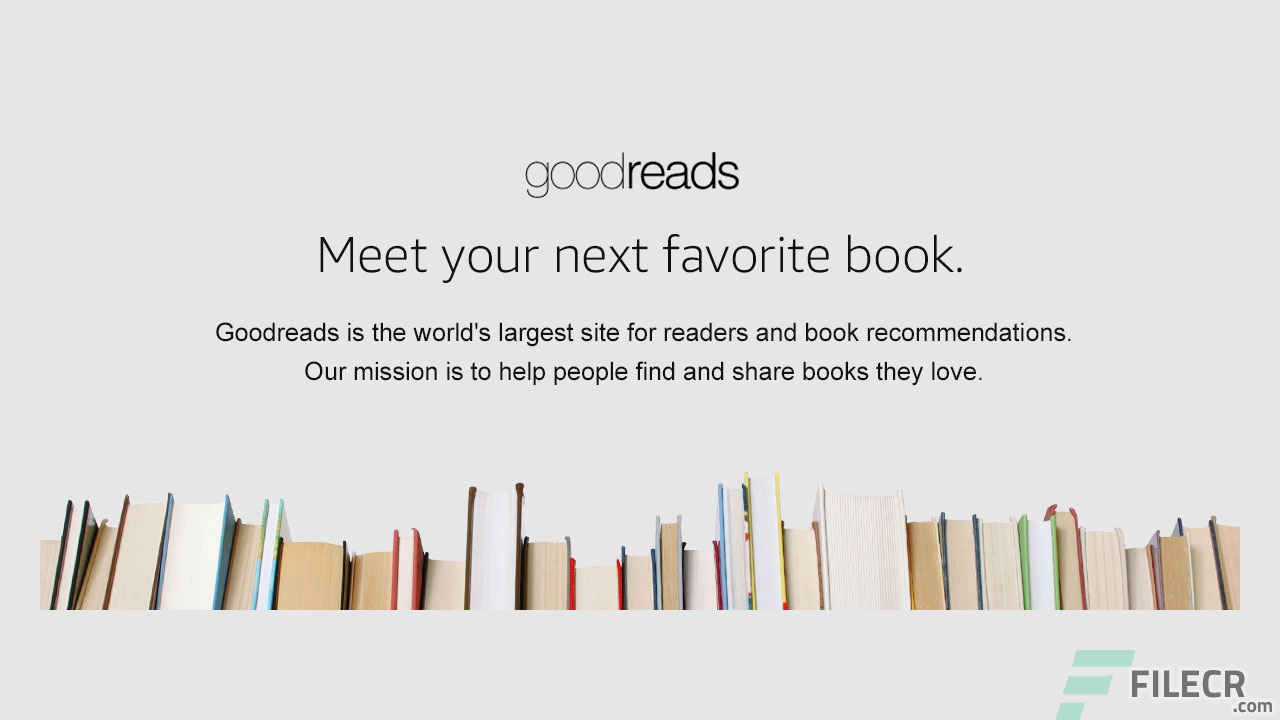 goodreads
Meet your next favorite book.
Goodreads is the world's largest site for readers and book recommendations.
Our mission is to help people find and share books they love.
FILECR
.com